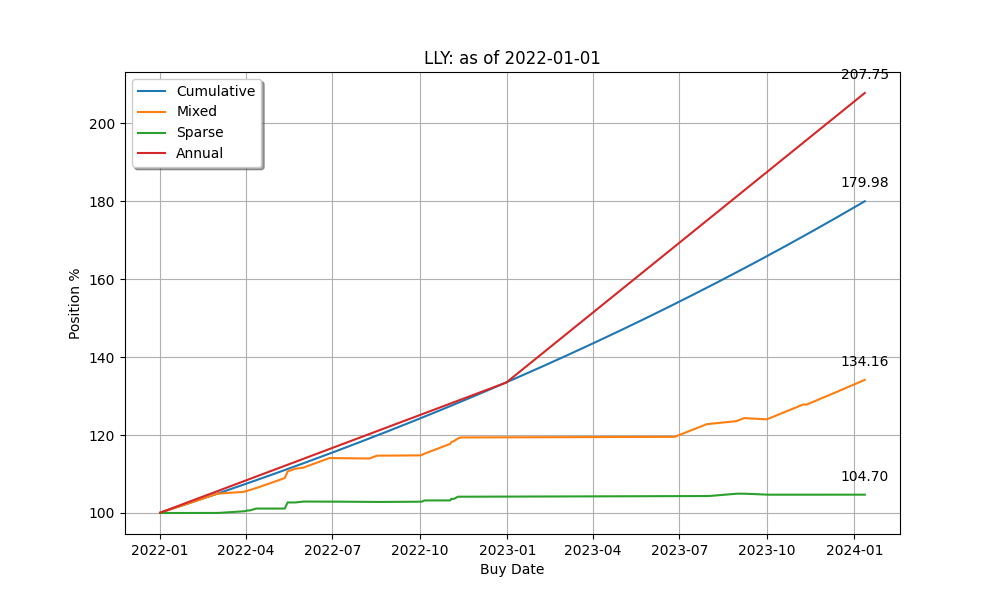 LLY: as of 2022-01-01
207.75
Cumulative
Mixed
Sparse
Annual
200
179.98
180
160
Position %
134.16
140
120
104.70
100
2022-01 2022-04 2022-07 2022-10 2023-01 2023-04 2023-07 2023-10 2024-01
Buy Date